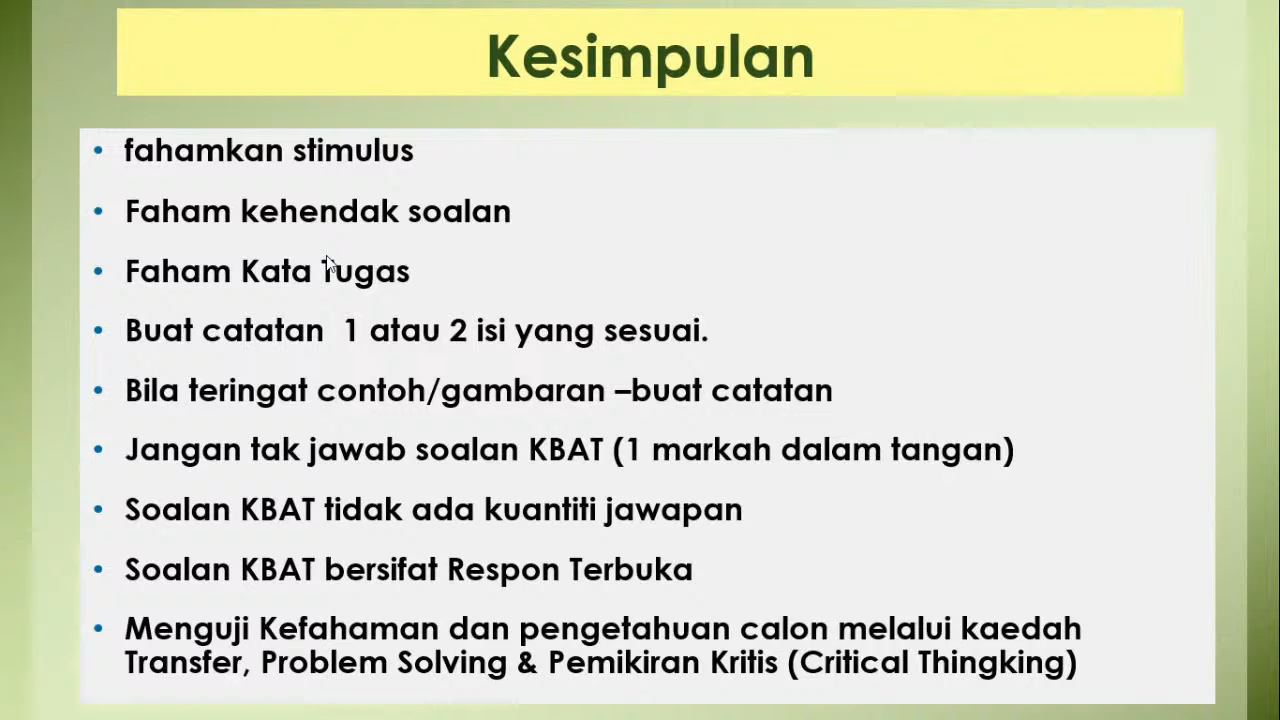 Kesimpulan
• fahamkan stimulus
• Faham kehendak soalan
• Faham Kata Tugas
• Buat catatan 1 atau 2 isi yang sesuai.
• Bila teringat contoh/gambaran –buat catatan
• Jangan tak jawab soalan KBAT (1 markah dalam tangan)
• Soalan KBAT tidak ada kuantiti jawapan
• Soalan KBAT bersifat Respon Terbuka
• Menguji Kefahaman dan pengetahuan calon melalui kaedah
Transfer, Problem Solving & Pemikiran Kritis (Critical Thingking)